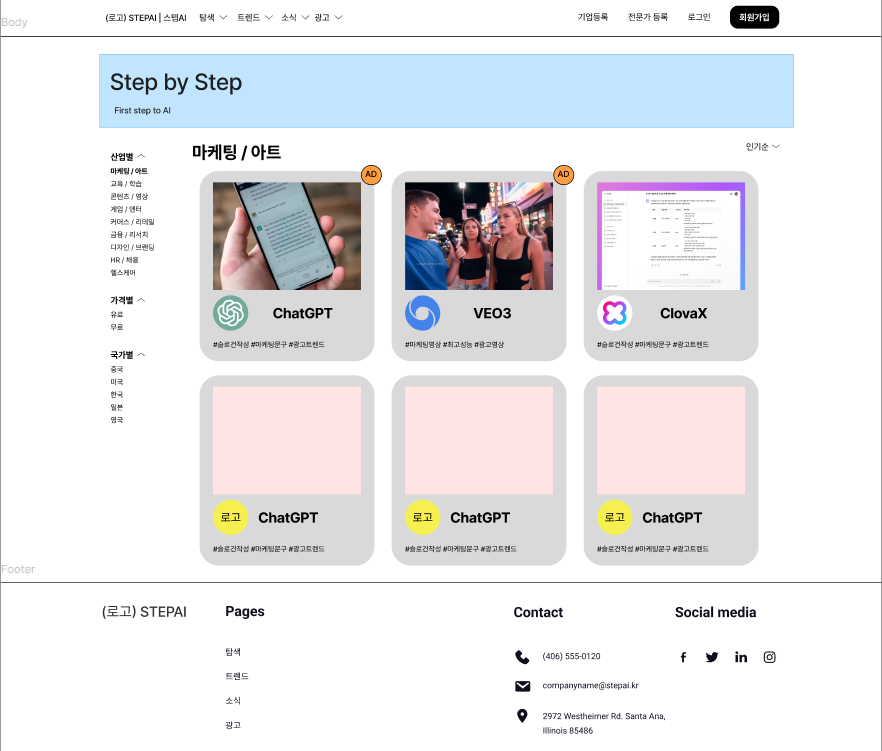 Body
(로고) STEPAI | 스텝AI 탐색 트렌드 소식 광고 기업등록 전문가 등록 로그인 회원가입
Step by Step
First step to AI
산업별
마케팅 / 아트
교육 / 학습
콘텐츠 / 영상
게임 / 엔터
커머스 / 리테일
금융 / 리서치
디자인 / 브랜딩
HR / 채용
헬스케어
가격별
유료
무료
국가별
중국
미국
한국
일본
영국
마케팅 / 아트
인기순
AD
ChatGPT
#슬로건작성 #마케팅문구 #광고트렌드
AD
VEO3
#마케팅영상 #최고성능 #광고영상
ClovaX
#슬로건작성 #마케팅문구 #광고트렌드
로고 ChatGPT
#슬로건작성 #마케팅문구 #광고트렌드
로고 ChatGPT
#슬로건작성 #마케팅문구 #광고트렌드
로고 ChatGPT
#슬로건작성 #마케팅문구 #광고트렌드
Footer
(로고) STEPAI
Pages
탐색
트렌드
소식
광고
Contact
(406) 555-0120
companyname@stepai.kr
2972 Westheimer Rd. Santa Ana,
Illinois 85486
Social media